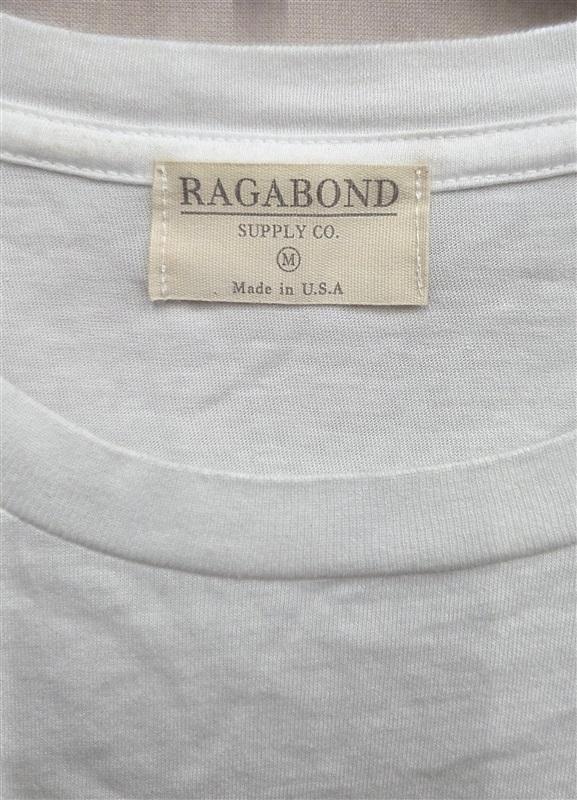 RAGABOND
SUPPLY CO.
M
Made in U.S.A